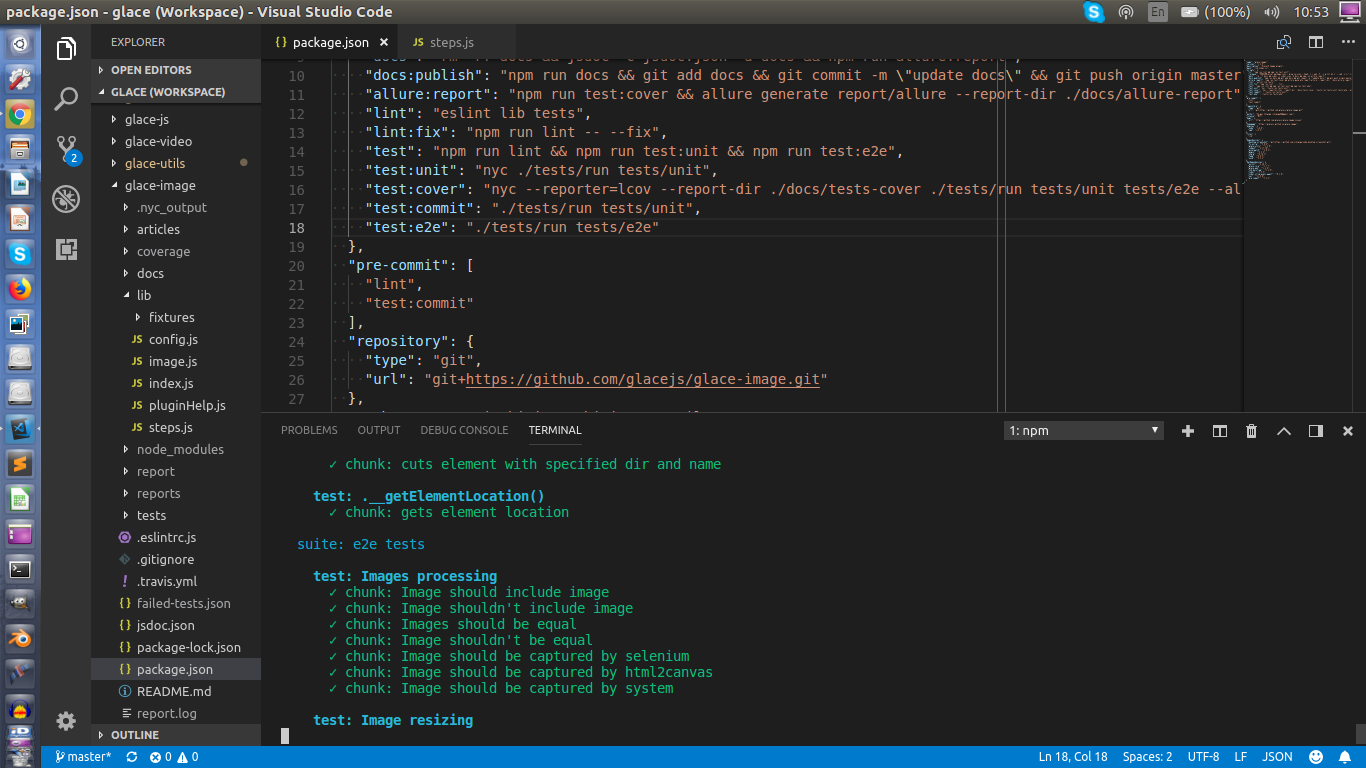 package.json - glace (Workspace) - Visual Studio Code
En
(100%)
10:53
EXPLORER
OPEN EDITORS
GLACE (WORKSPACE)
glace-js
glace-video
glace-utils
glace-image
.nyc_output
articles
coverage
docs
lib
fixtures
JS config.js
JS image.js
JS index.js
JS pluginHelp.js
JS steps.js
node_modules
report
reports
tests
.eslintrc.js
.gitignore
! .travis.yml
{} failed-tests.json
{} jsdoc.json
{} package-lock.json
{} package.json
README.md
report.log
OUTLINE
2
{} package.json
JS steps.js
10 "docs:publish": "npm run docs && git add docs && git commit -m \"update docs\" && git push origin master
11 "allure:report": "npm run test:cover && allure generate report/allure --report-dir ./docs/allure-report"
12 "lint": "eslint lib tests",
13 "lint:fix": "npm run lint -- --fix",
14 "test": "npm run lint && npm run test:unit && npm run test:e2e",
15 "test:unit": "nyc ./tests/run tests/unit",
16 "test:cover": "nyc --reporter=lcov --report-dir ./docs/tests-cover ./tests/run tests/unit tests/e2e --al
17 "test:commit": "./tests/run tests/unit",
18 "test:e2e": "./tests/run tests/e2e"
19 },
20 "pre-commit": [
21 "lint",
22 "test:commit"
23 ],
24 "repository": {
25 "type": "git",
26 "url": "git+https://github.com/glacejs/glace-image.git"
27 },
PROBLEMS OUTPUT DEBUG CONSOLE TERMINAL
1: npm
✓ chunk: cuts element with specified dir and name
test: .__getElementLocation()
✓ chunk: gets element location
suite: e2e tests
test: Images processing
✓ chunk: Image should include image
✓ chunk: Image shouldn't include image
✓ chunk: Images should be equal
✓ chunk: Image shouldn't be equal
✓ chunk: Image should be captured by selenium
✓ chunk: Image should be captured by html2canvas
✓ chunk: Image should be captured by system
test: Image resizing
master* 0 0
Ln 18, Col 18 Spaces: 2 UTF-8 LF JSON